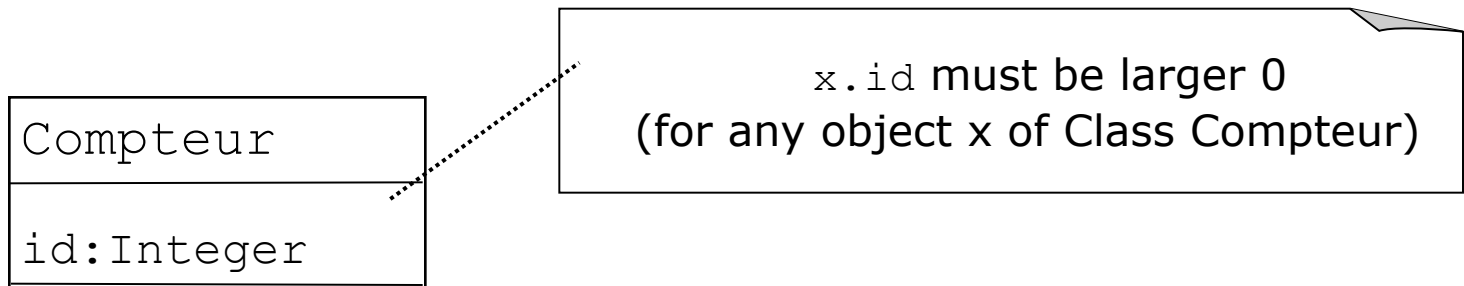 x.id must be larger 0
(for any object x of Class Compteur)
Compteur
id:Integer